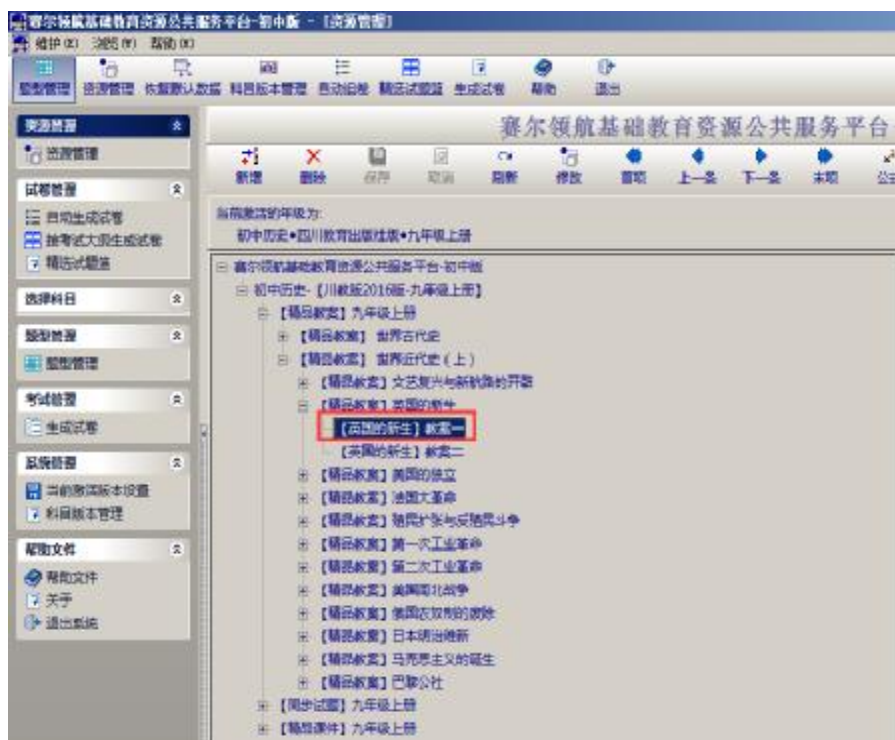 赛尔领航基础教育资源公共服务平台-初中版 - [资源管理]
维护(X) 浏览(W) 帮助(X)
题型管理 资源管理 恢复默认数据 科目版本管理 自动组卷 精选试题篮 生成试卷 帮助 退出
资源管理
资源管理
试卷管理
自动生成试卷
按考试大纲生成试卷
精选试题篮
选择科目
题型管理
题型管理
考试管理
生成试卷
系统管理
当前激活版本设置
科目版本管理
帮助文件
帮助文件
关于
退出系统
赛尔领航基础教育资源公共服务平台
新增 删除 保存 取消 刷新 修改 首项 上一条 下一条 末项
当前激活的年级为:
初中历史•四川教育出版社版•九年级上册
赛尔领航基础教育资源公共服务平台-初中版
初中历史-【川教版2016版-九年级上册】
【精品教案】九年级上册
【精品教案】 世界古代史
【精品教案】 世界近代史(上)
【精品教案】文艺复兴与新航路的开辟
【精品教案】英国的新生
【英国的新生】教案一
【英国的新生】教案二
【精品教案】美国的独立
【精品教案】法国大革命
【精品教案】殖民扩张与反殖民斗争
【精品教案】第一次工业革命
【精品教案】第二次工业革命
【精品教案】美国南北战争
【精品教案】俄国农奴制的废除
【精品教案】日本明治维新
【精品教案】马克思主义的诞生
【精品教案】巴黎公社
【同步试题】九年级上册
【精品课件】九年级上册